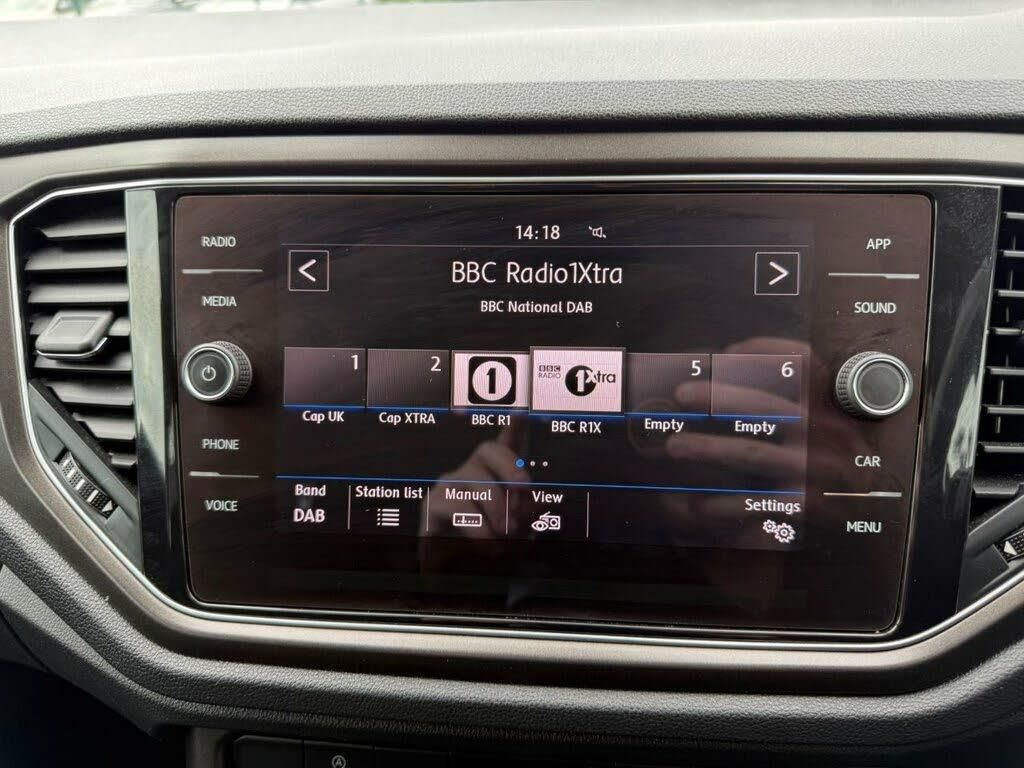 14:18
RADIO
APP
<
BBC Radio1Xtra
>
MEDIA
BBC National DAB
SOUND
1
2
1
BBC
RADIO
1Xtra
5
6
Cap UK
Cap XTRA
BBC R1
BBC R1X
Empty
Empty
PHONE
CAR
VOICE
Band
DAB
Station list
Manual
View
Settings
MENU
A